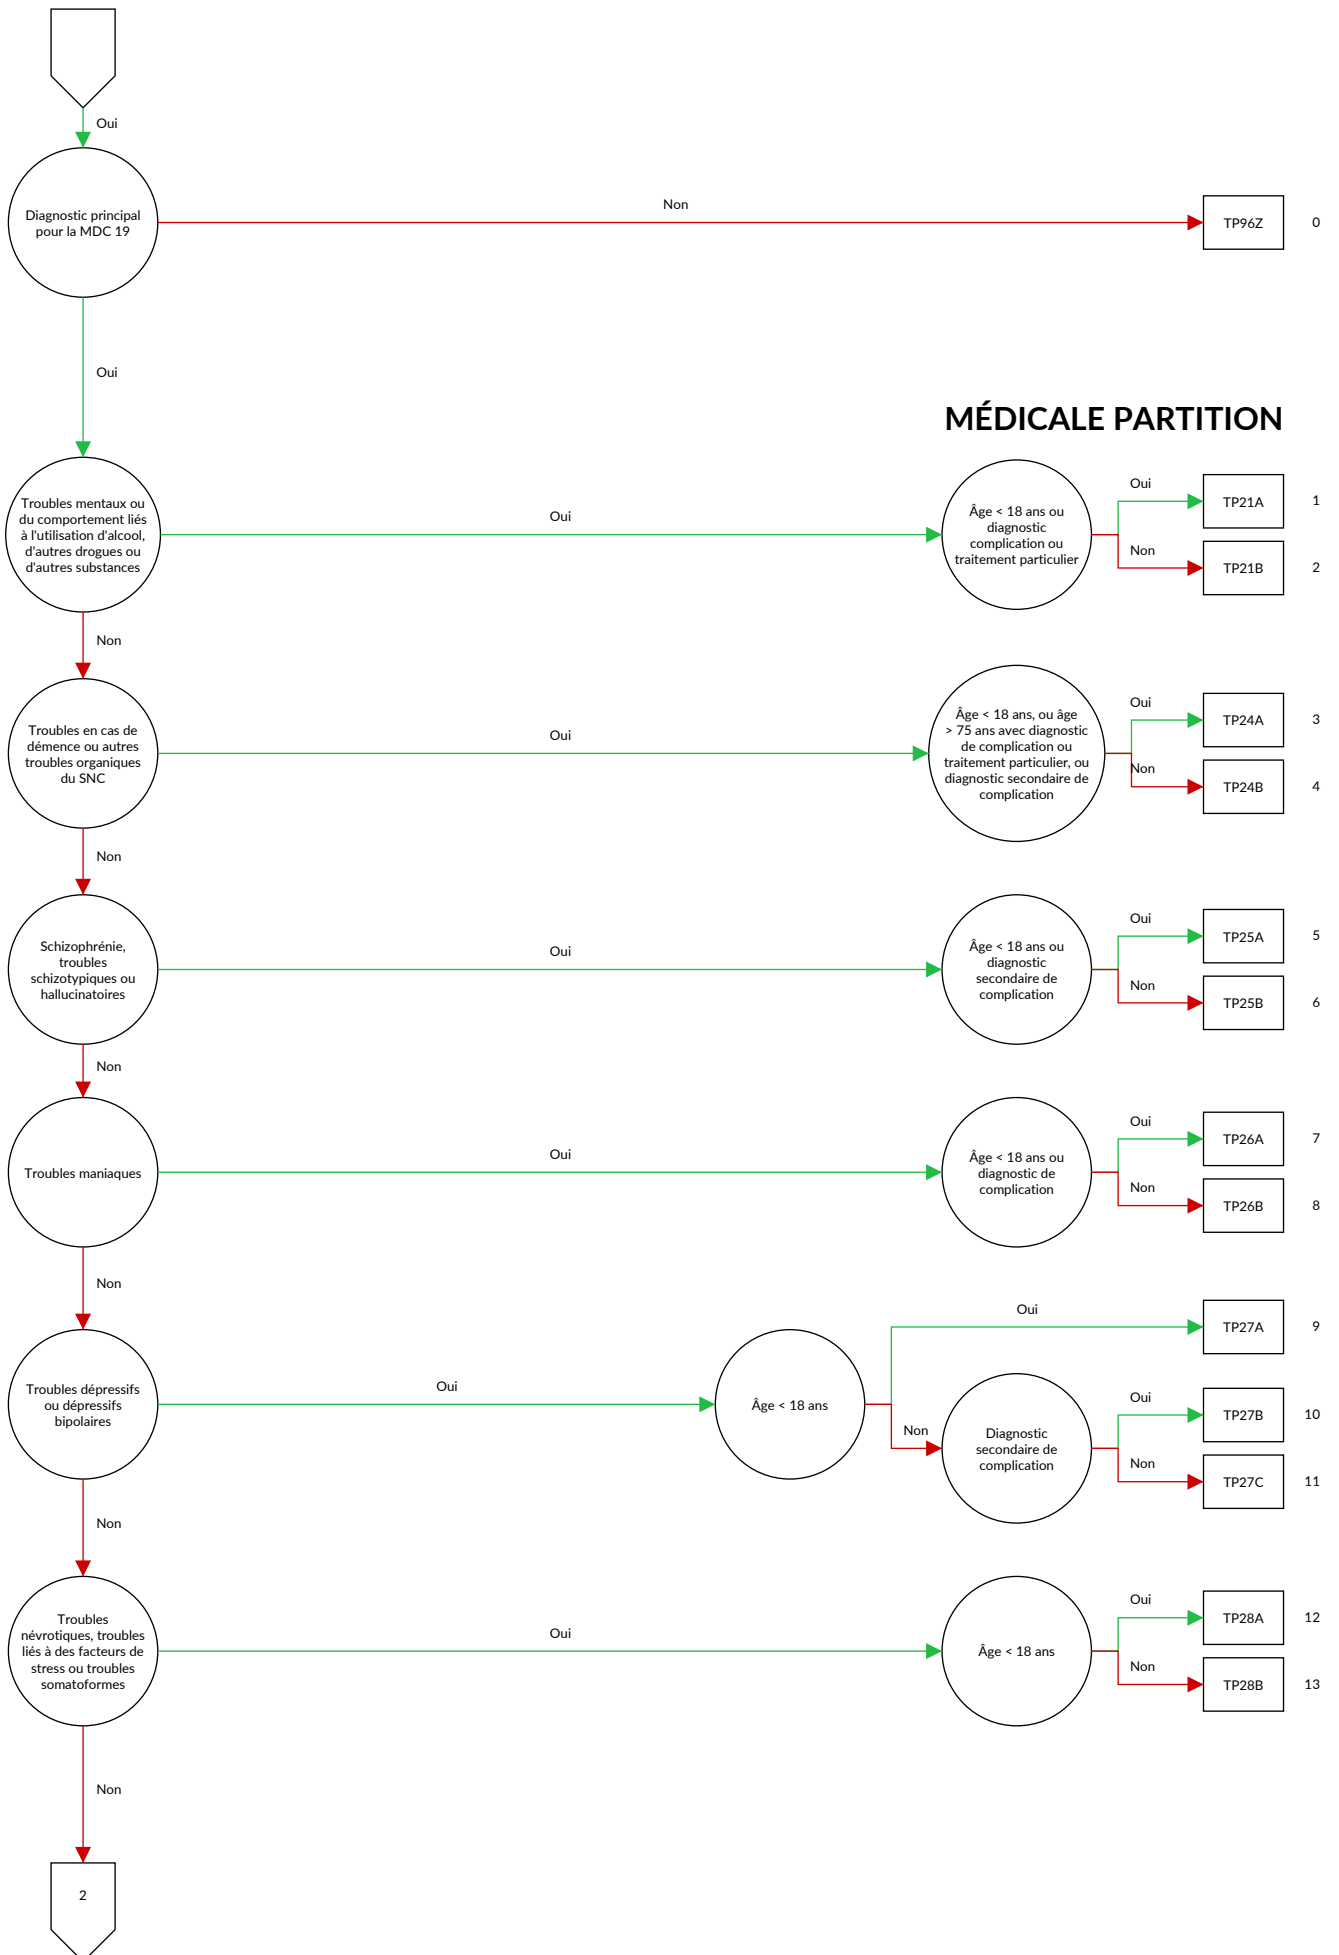 Oui
Diagnostic principal
pour la MDC 19
Non
TP96Z
0
Oui
MÉDICALE PARTITION
Troubles mentaux ou
du comportement liés
à l'utilisation d'alcool,
d'autres drogues ou
d'autres substances
Oui
Âge < 18 ans ou
diagnostic
complication ou
traitement particulier
Oui
TP21A
1
Non
TP21B
2
Non
Troubles en cas de
démence ou autres
troubles organiques
du SNC
Oui
Âge < 18 ans, ou âge
> 75 ans avec diagnostic
de complication ou
traitement particulier, ou
diagnostic secondaire de
complication
Oui
TP24A
3
Non
TP24B
4
Non
Schizophrénie,
troubles
schizotypiques ou
hallucinatoires
Oui
Âge < 18 ans ou
diagnostic
secondaire de
complication
Oui
TP25A
5
Non
TP25B
6
Non
Troubles maniaques
Oui
Âge < 18 ans ou
diagnostic de
complication
Oui
TP26A
7
Non
TP26B
8
Non
Troubles dépressifs
ou dépressifs
bipolaires
Oui
Âge < 18 ans
Oui
TP27A
9
Non
Diagnostic
secondaire de
complication
Oui
TP27B
10
Non
TP27C
11
Non
Troubles
névrotiques, troubles
liés à des facteurs de
stress ou troubles
somatoformes
Oui
Âge < 18 ans
Oui
TP28A
12
Non
TP28B
13
Non
2